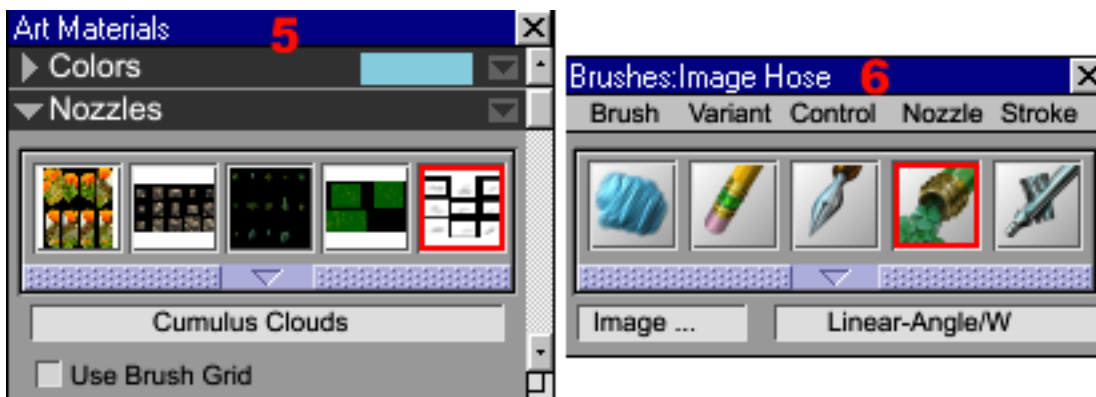 Art Materials 5
Colors
Nozzles
Cumulus Clouds
Use Brush Grid
Brushes:Image Hose 6
Brush Variant Control Nozzle Stroke
Image ... Linear-Angle/W